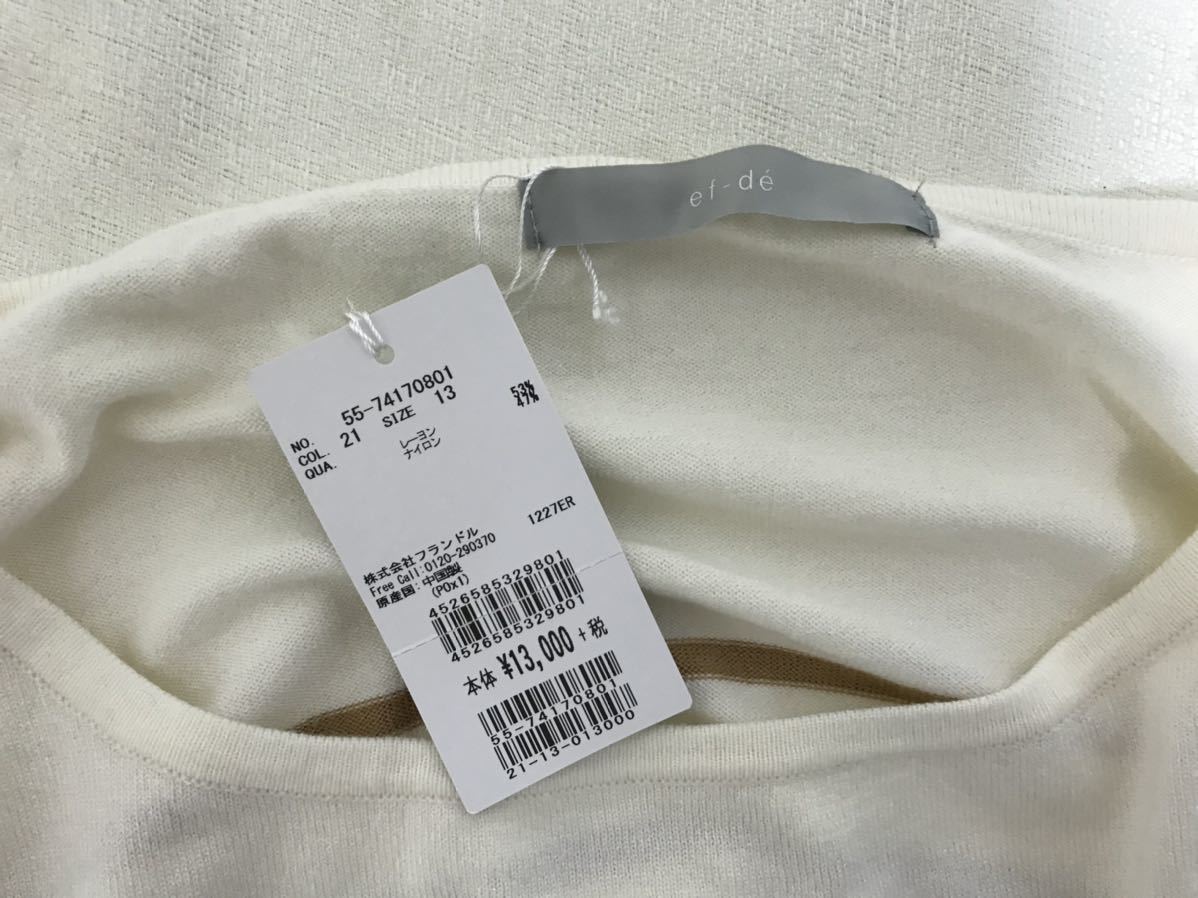 ef-dé
NO. 55-74170801
COL. 21 SIZE 13
QUA.
レーヨン 53%
ナイロン 47%
1227ER
株式会社フランドル
Free Call:0120-290370
原産国:中国製
(P0x1)
4526585329801
4526585329801
本体 ¥13,000 +税
55-74170801
21-13-013000